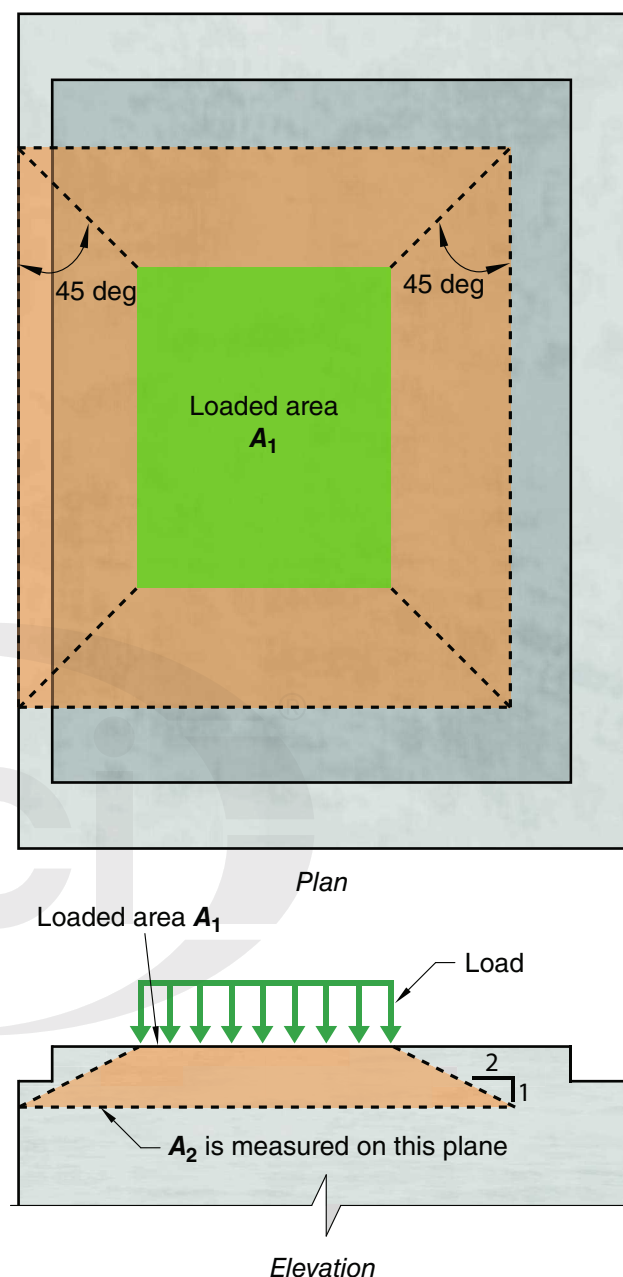 45 deg
45 deg
Loaded area
A1
®
Plan
Loaded area A1
Load
2
1
A2 is measured on this plane
Elevation